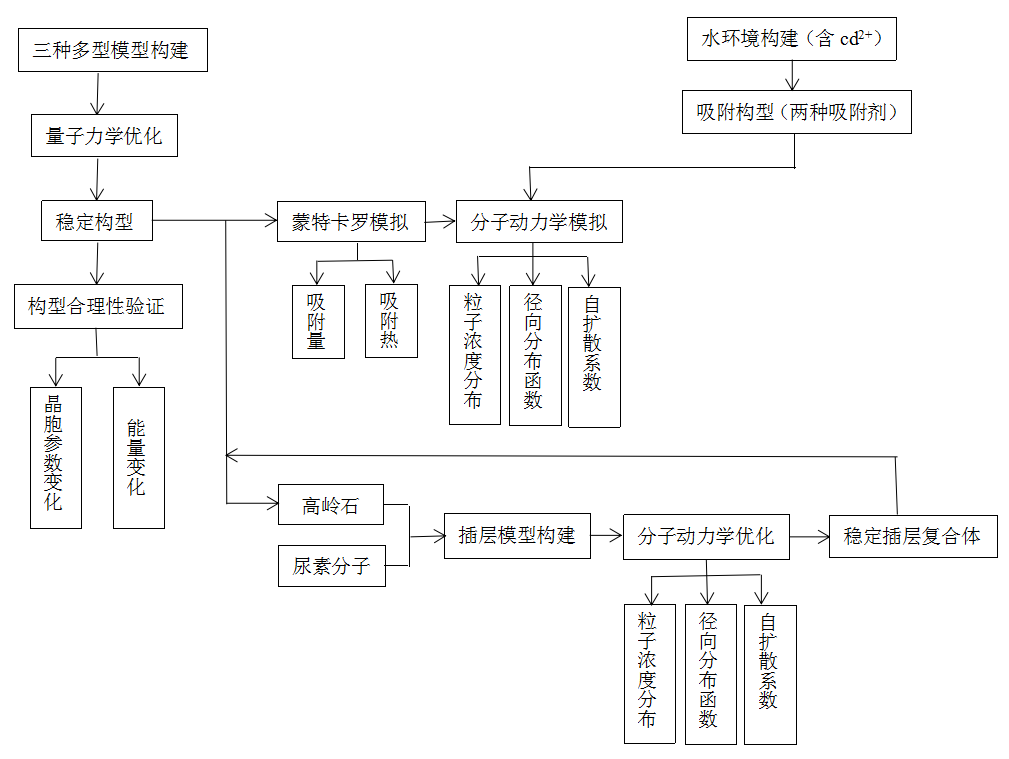 三种多型模型构建
水环境构建（含 cd²⁺）
量子力学优化
吸附构型（两种吸附剂）
稳定构型
蒙特卡罗模拟
分子动力学模拟
构型合理性验证
吸附量
吸附热
粒子浓度分布
径向分布函数
自扩散系数
晶胞参数变化
能量变化
高岭石
尿素分子
插层模型构建
分子动力学优化
稳定插层复合体
粒子浓度分布
径向分布函数
自扩散系数